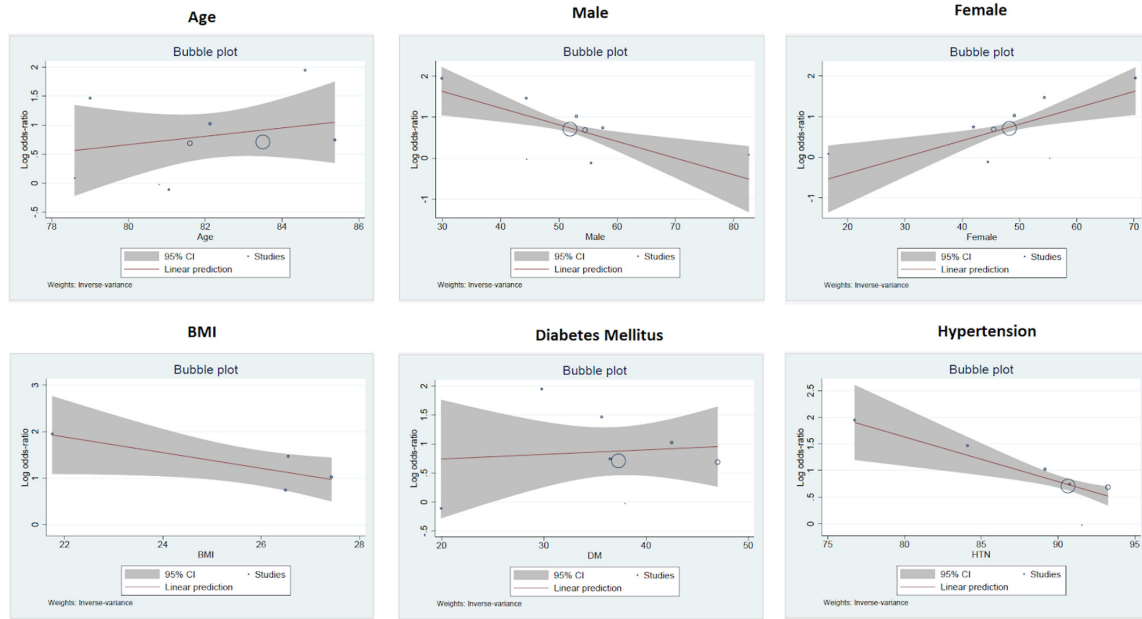 Age
Bubble plot
Log odds-ratio
2
1.5
1
.5
0
-.5
78 80 82 84 86
Age
95% CI Studies
Linear prediction
Weights: Inverse-variance
Male
Bubble plot
Log odds-ratio
2
1
0
-1
30 40 50 60 70 80
Male
95% CI Studies
Linear prediction
Weights: Inverse-variance
Female
Bubble plot
Log odds-ratio
2
1
0
-1
20 30 40 50 60 70
Female
95% CI Studies
Linear prediction
Weights: Inverse-variance
BMI
Bubble plot
Log odds-ratio
3
2
1
0
22 24 26 28
BMI
95% CI Studies
Linear prediction
Weights: Inverse-variance
Diabetes Mellitus
Bubble plot
Log odds-ratio
2
1.5
1
.5
0
-.5
20 30 40 50
DM
95% CI Studies
Linear prediction
Weights: Inverse-variance
Hypertension
Bubble plot
Log odds-ratio
2.5
2
1.5
1
.5
0
75 80 85 90 95
HTN
95% CI Studies
Linear prediction
Weights: Inverse-variance